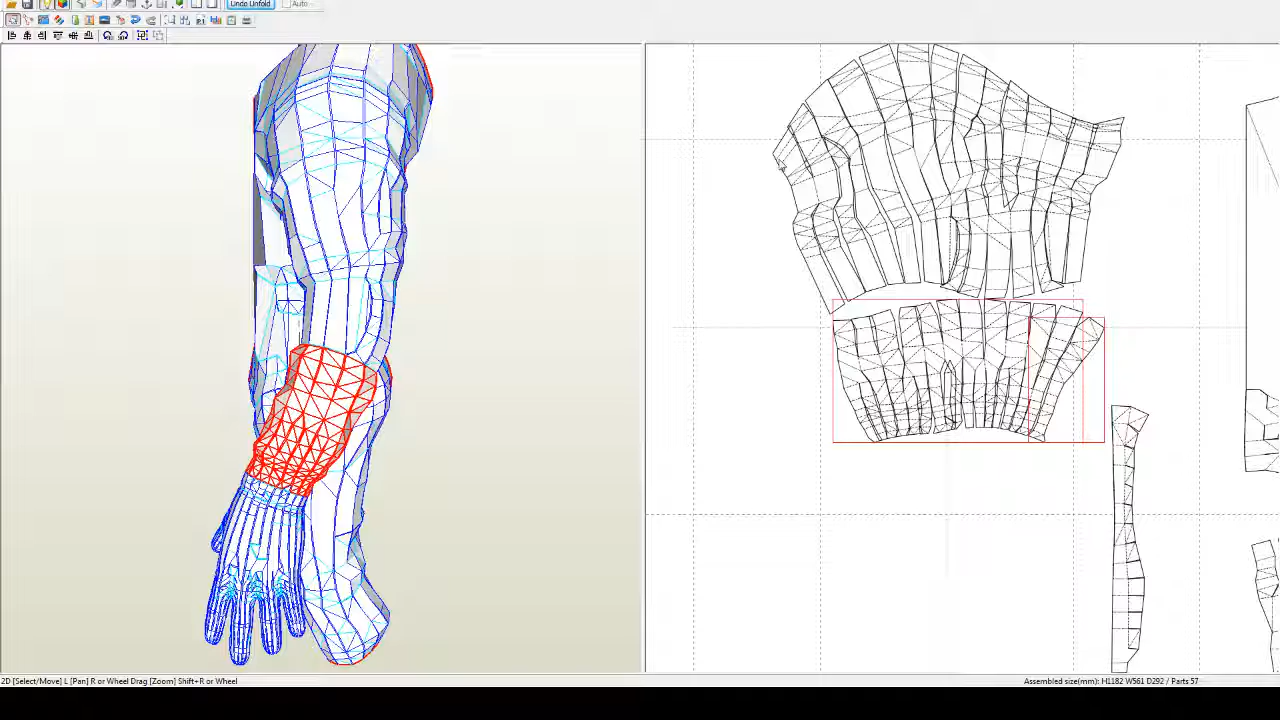 Undo Unfold
Auto
2D [Select/Move] L [Pan] R or Wheel Drag [Zoom] Shift+R or Wheel
Assembled size(mm): H1182 W561 D292 / Parts 57